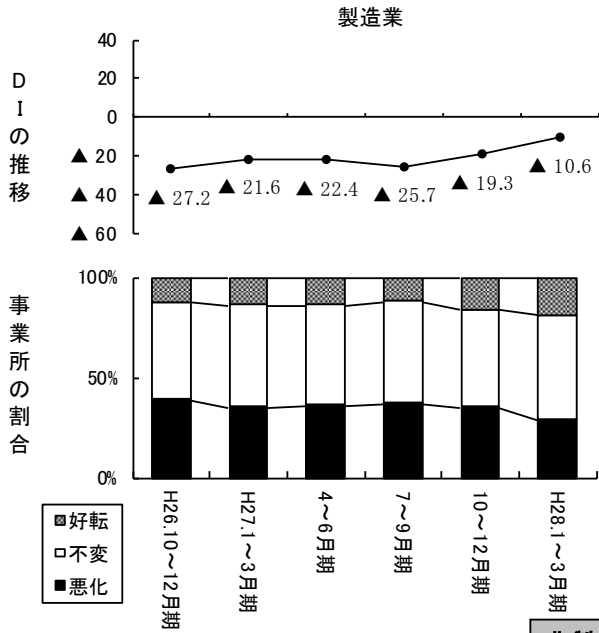 製造業
DIの推移
40
20
0
▲ 20
▲ 40
▲ 60
▲ 27.2
▲ 21.6
▲ 22.4
▲ 25.7
▲ 19.3
▲ 10.6
事業所の割合
100%
50%
0%
H26.10～12月期
H27.1～3月期
4～6月期
7～9月期
10～12月期
H28.1～3月期
好転
不変
悪化